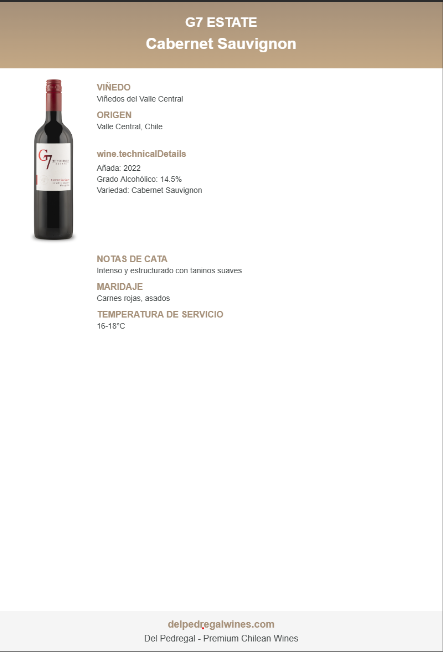 G7 ESTATE
Cabernet Sauvignon
G7
VIÑEDO
Viñedos del Valle Central
ORIGEN
Valle Central, Chile
wine.technicalDetails
Añada: 2022
Grado Alcohólico: 14.5%
Variedad: Cabernet Sauvignon
NOTAS DE CATA
Intenso y estructurado con taninos suaves
MARIDAJE
Carnes rojas, asados
TEMPERATURA DE SERVICIO
16-18°C
delpedregalwines.com
Del Pedregal - Premium Chilean Wines